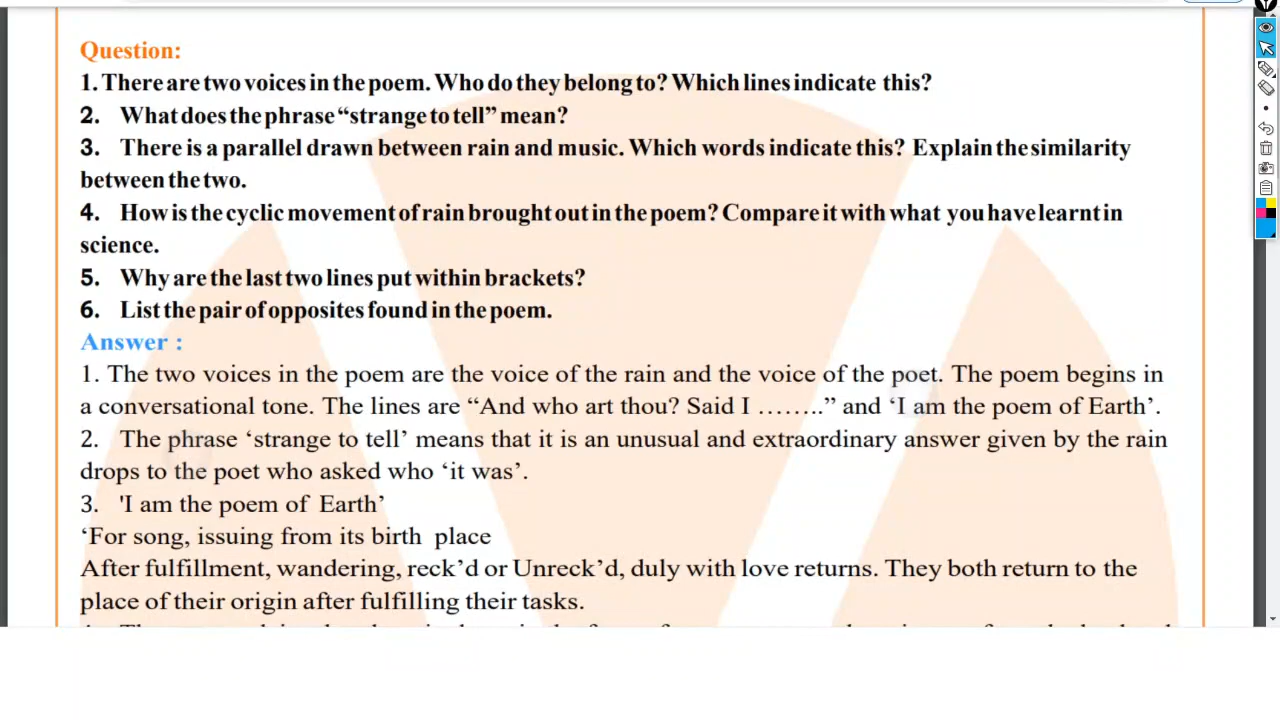 Question:
1. There are two voices in the poem. Who do they belong to? Which lines indicate this?
2. What does the phrase “strange to tell” mean?
3. There is a parallel drawn between rain and music. Which words indicate this? Explain the similarity
between the two.
4. How is the cyclic movement of rain brought out in the poem? Compare it with what you have learnt in
science.
5. Why are the last two lines put within brackets?
6. List the pair of opposites found in the poem.
Answer :
1. The two voices in the poem are the voice of the rain and the voice of the poet. The poem begins in
a conversational tone. The lines are “And who art thou? Said I ……..” and ‘I am the poem of Earth’.
2. The phrase ‘strange to tell’ means that it is an unusual and extraordinary answer given by the rain
drops to the poet who asked who ‘it was’.
3. 'I am the poem of Earth’
‘For song, issuing from its birth place
After fulfillment, wandering, reck’d or Unreck’d, duly with love returns. They both return to the
place of their origin after fulfilling their tasks.